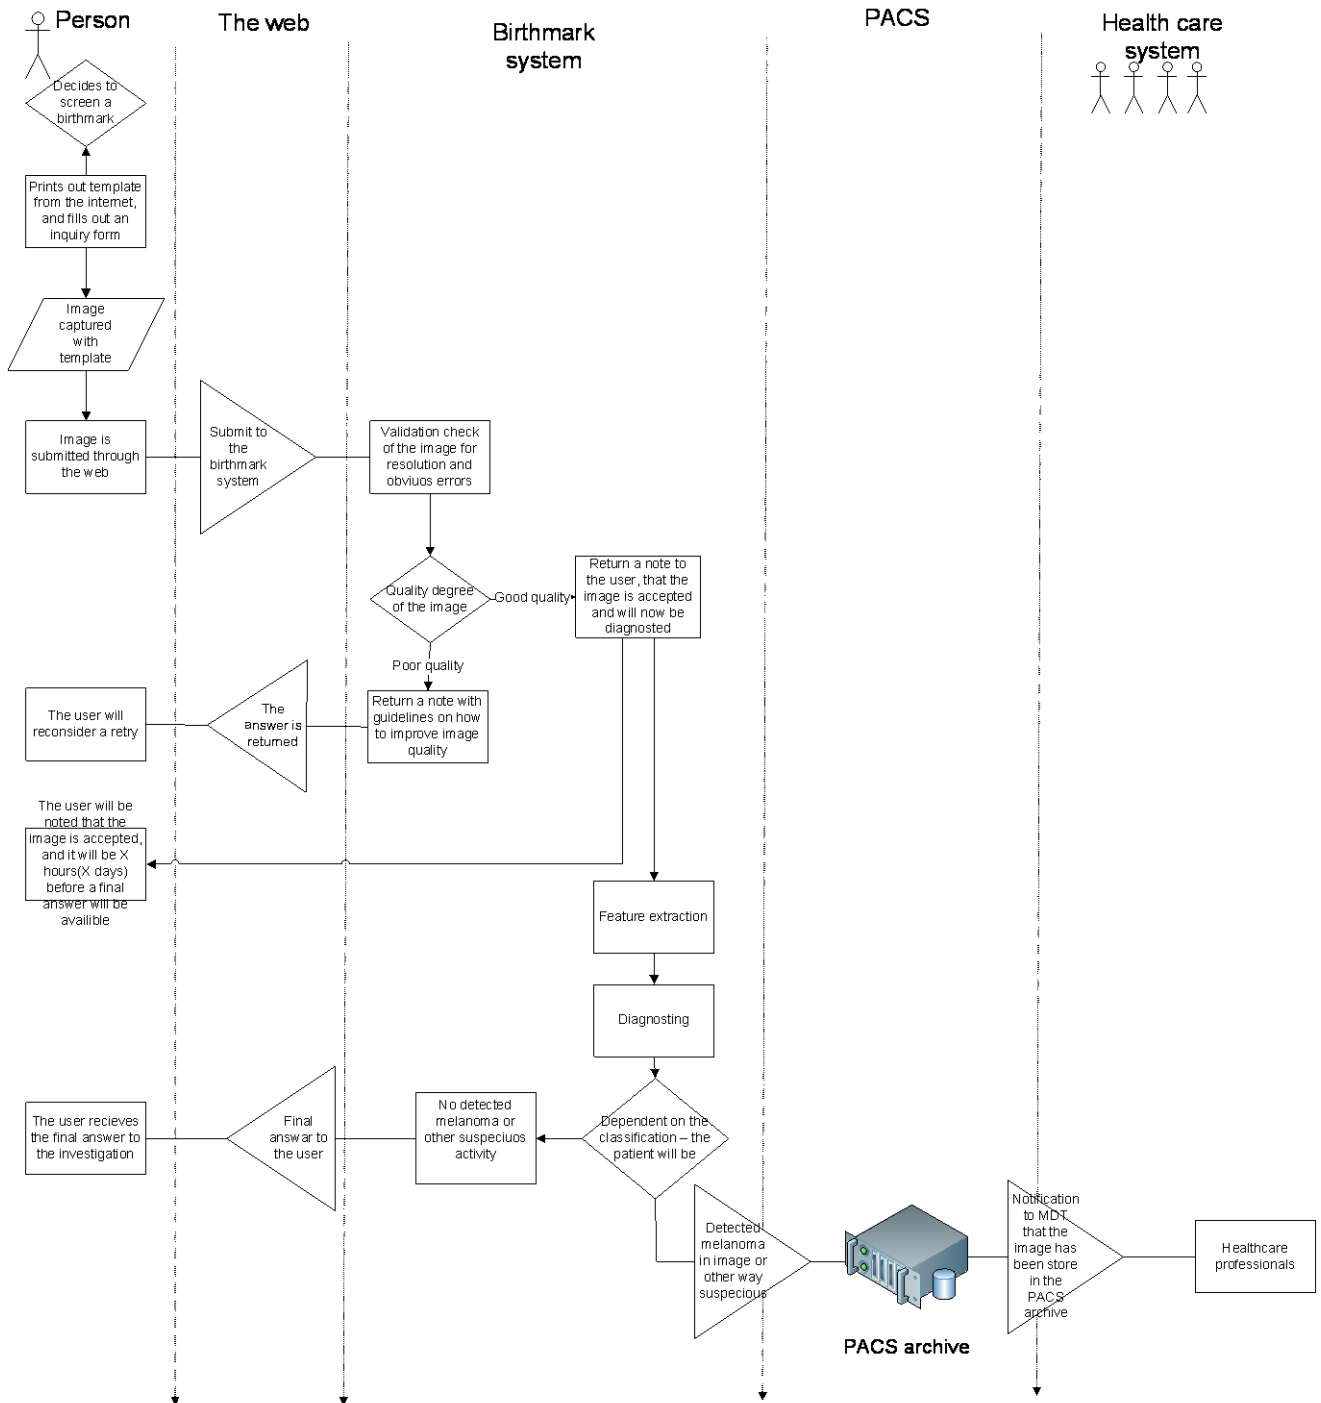 Person
The web
Birthmark
system
PACS
Health care
system
Decides to
screen a
birthmark
Prints out template
from the internet,
and fills out an
inquiry form
Image
captured
with
template
Image is
submitted through
the web
Submit to
the
birthmark
system
Validation check
of the image for
resolution and
obviuos errors
Quality degree
of the image
Good quality
Return a note to
the user, that the
image is accepted
and will now be
diagnosted
Poor quality
The user will
reconsider a retry
The
answer is
returned
Return a note with
guidelines on how
to improve image
quality
The user will be
noted that the
image is accepted,
and it will be X
hours(X days)
before a final
answer will be
availible
Feature extraction
Diagnosting
The user recieves
the final answer to
the investigation
Final
answar to
the user
No detected
melanoma or
other suspeciuos
activity
Dependent on the
classification – the
patient will be
Detected
melanoma
in image or
other way
suspecious
PACS archive
Notification
to MDT
that the
image has
been store
in the
PACS
archive
Healthcare
professionals